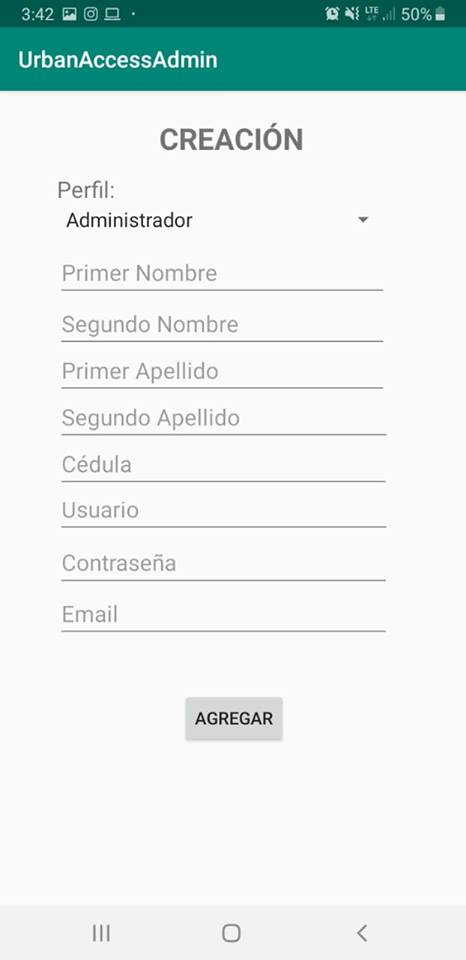 3:42 LTE 50%
UrbanAccessAdmin
CREACIÓN
Perfil:
Administrador
Primer Nombre
Segundo Nombre
Primer Apellido
Segundo Apellido
Cédula
Usuario
Contraseña
Email
AGREGAR